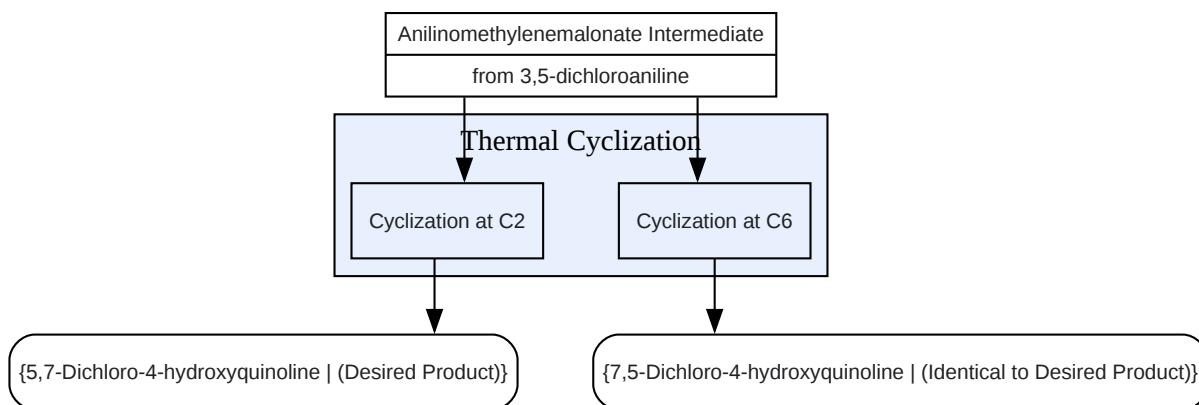 Anilinomethylenemalonate Intermediate
from 3,5-dichloroaniline
Thermal Cyclization
Cyclization at C2
Cyclization at C6
{5,7-Dichloro-4-hydroxyquinoline | (Desired Product)}
{7,5-Dichloro-4-hydroxyquinoline | (Identical to Desired Product)}